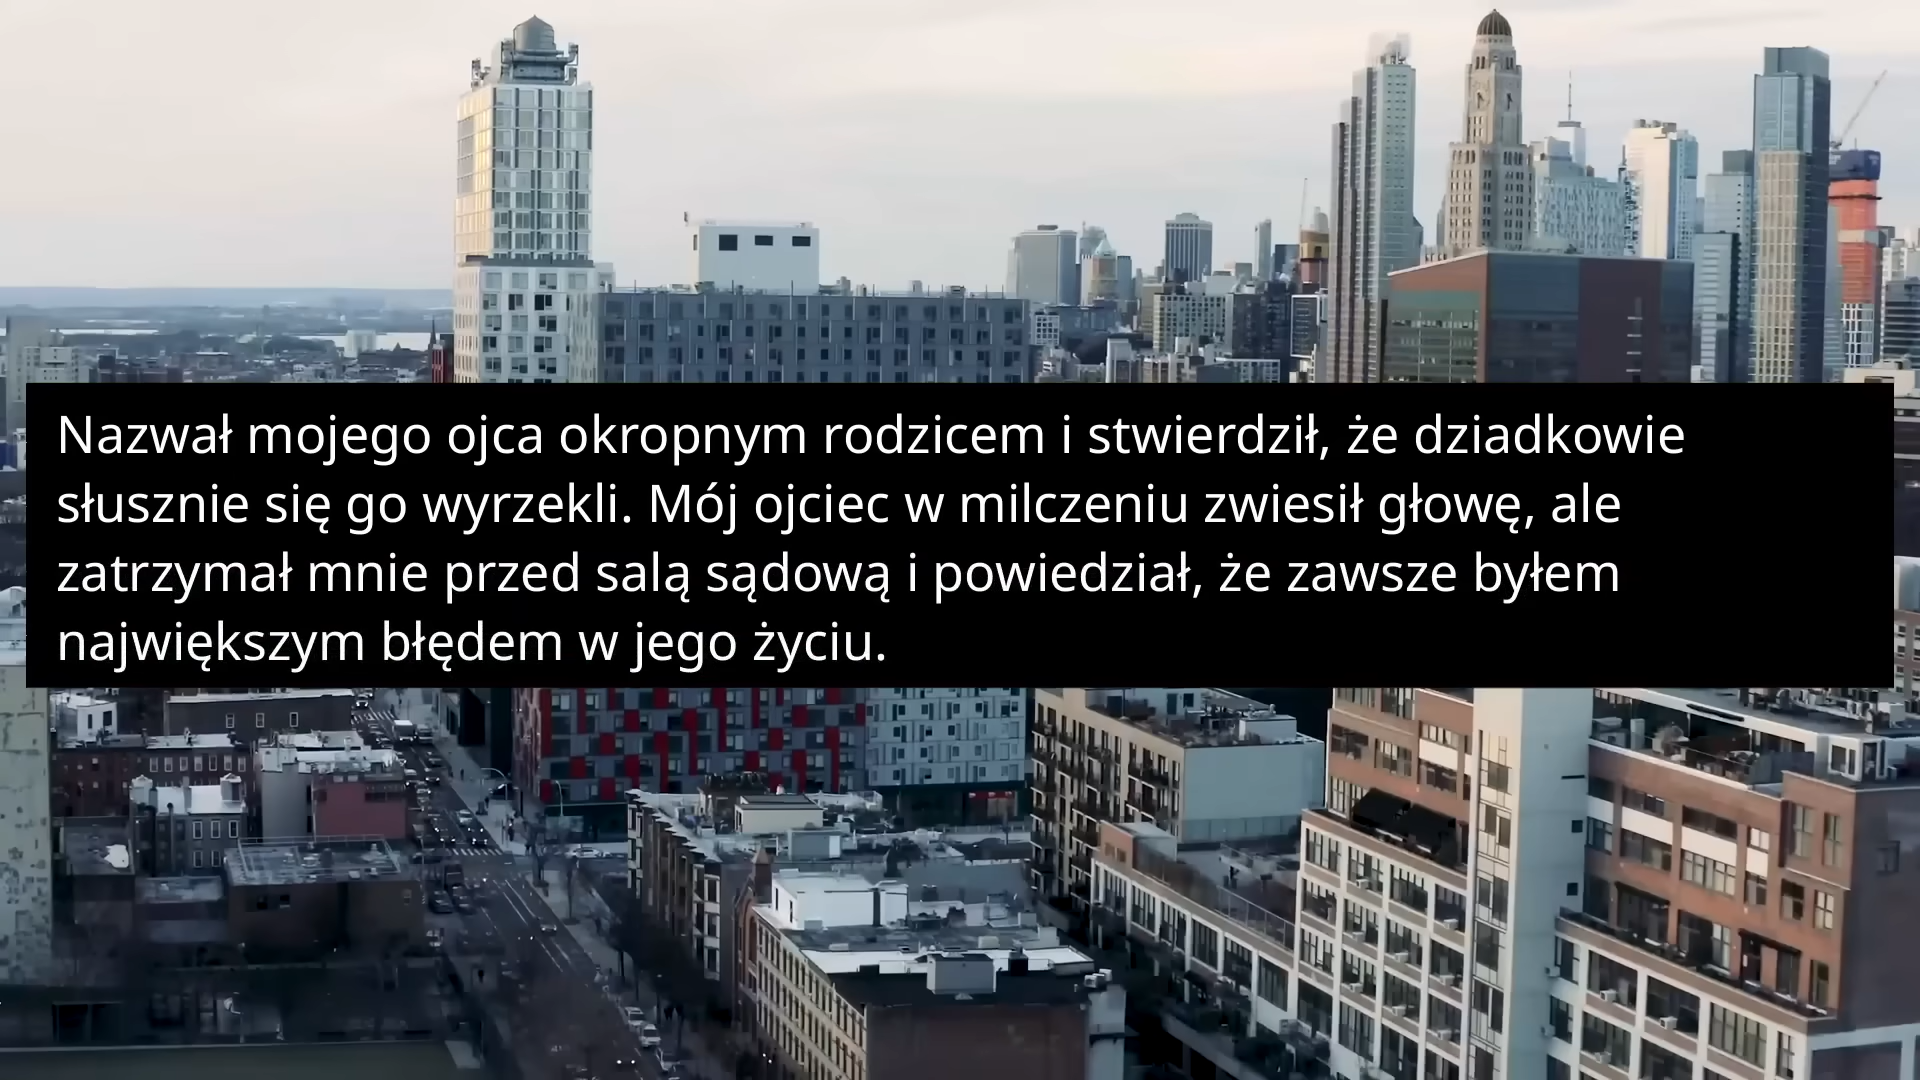 Nazwał mojego ojca okropnym rodzicem i stwierdził, że dziadkowie
słusznie się go wyrzekli. Mój ojciec w milczeniu zwiesił głowę, ale
zatrzymał mnie przed salą sądową i powiedział, że zawsze byłem
największym błędem w jego życiu.